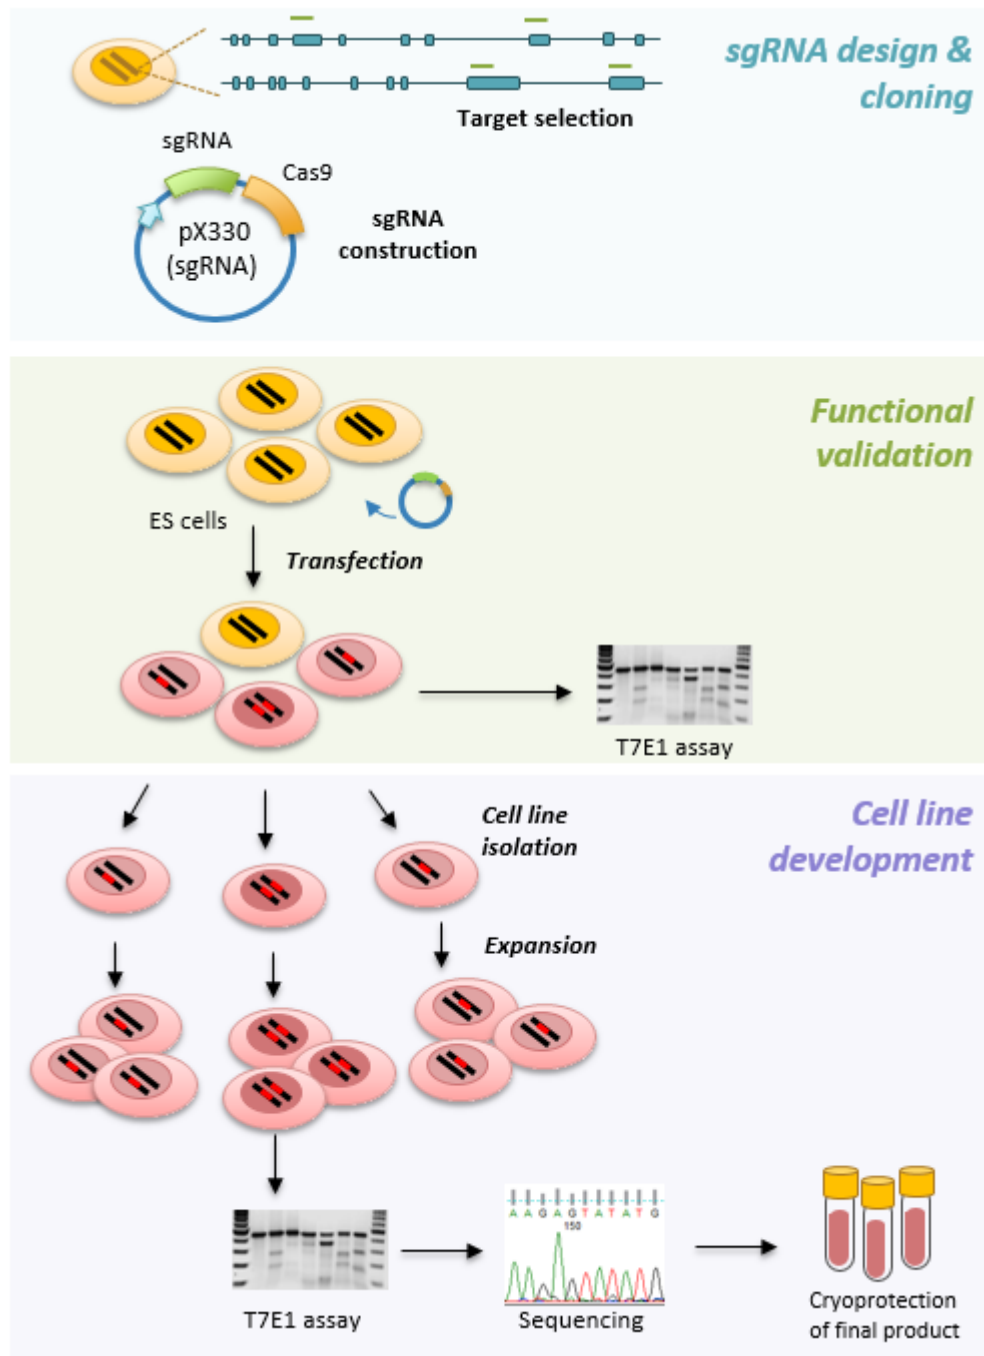 sgRNA design &
cloning
Target selection
sgRNA
Cas9
pX330
(sgRNA)
sgRNA
construction
Functional
validation
ES cells
Transfection
T7E1 assay
Cell line
development
Cell line
isolation
Expansion
A A G A G T A T A T G
150
T7E1 assay
Sequencing
Cryoprotection
of final product